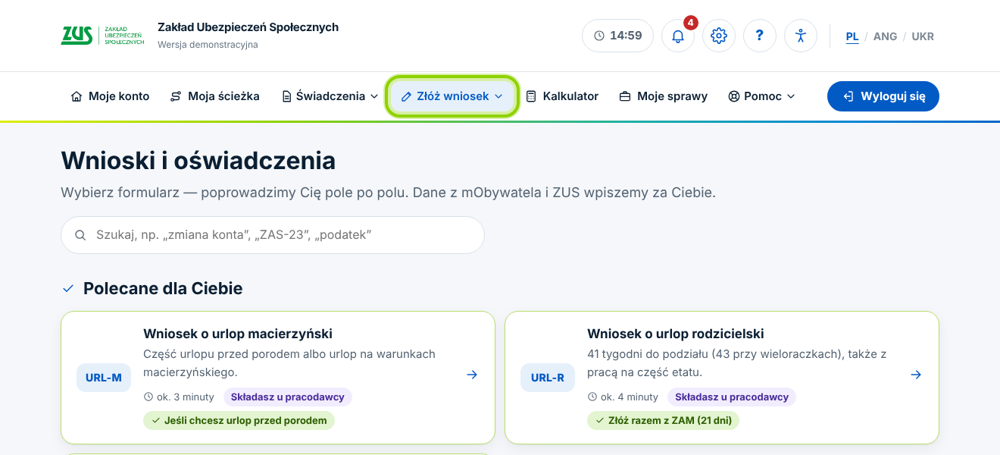 ZUS ZAKŁAD UBEZPIECZEŃ SPOŁECZNYCH
Zakład Ubezpieczeń Społecznych
Wersja demonstracyjna
14:59
4
?
PL / ANG / UKR
Moje konto
Moja ścieżka
Świadczenia
Złóż wniosek
Kalkulator
Moje sprawy
Pomoc
Wyloguj się
Wnioski i oświadczenia
Wybierz formularz — poprowadzimy Cię pole po polu. Dane z mObywatela i ZUS wpiszemy za Ciebie.
Szukaj, np. „zmiana konta”, „ZAS-23”, „podatek”
Polecane dla Ciebie
URL-M
Wniosek o urlop macierzyński
Część urlopu przed porodem albo urlop na warunkach
macierzyńskiego.
ok. 3 minuty
Składasz u pracodawcy
Jeśli chcesz urlop przed porodem
URL-R
Wniosek o urlop rodzicielski
41 tygodni do podziału (43 przy wieloraczkach), także z
pracą na część etatu.
ok. 4 minuty
Składasz u pracodawcy
Złóż razem z ZAM (21 dni)